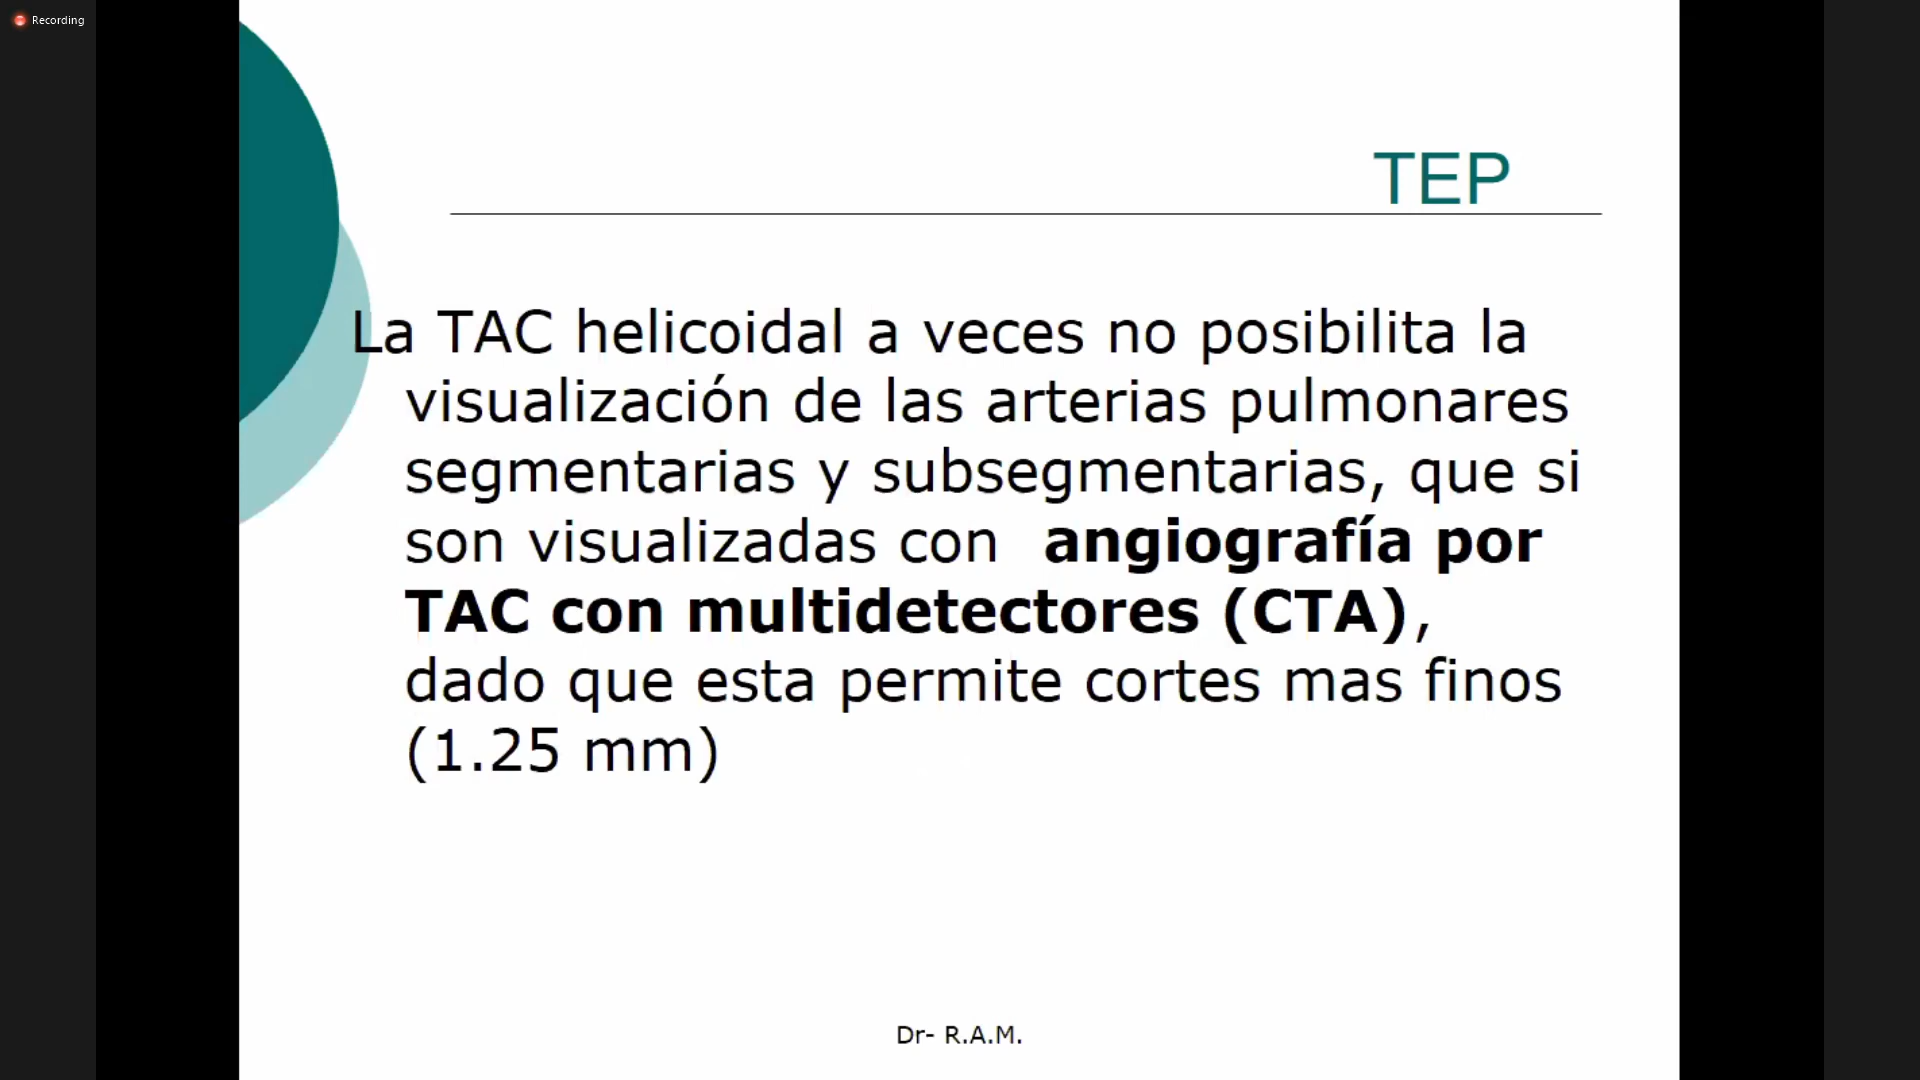 Recording
TEP
La TAC helicoidal a veces no posibilita la
visualización de las arterias pulmonares
segmentarias y subsegmentarias, que si
son visualizadas con angiografía por
TAC con multidetectores (CTA),
dado que esta permite cortes mas finos
(1.25 mm)
Dr- R.A.M.